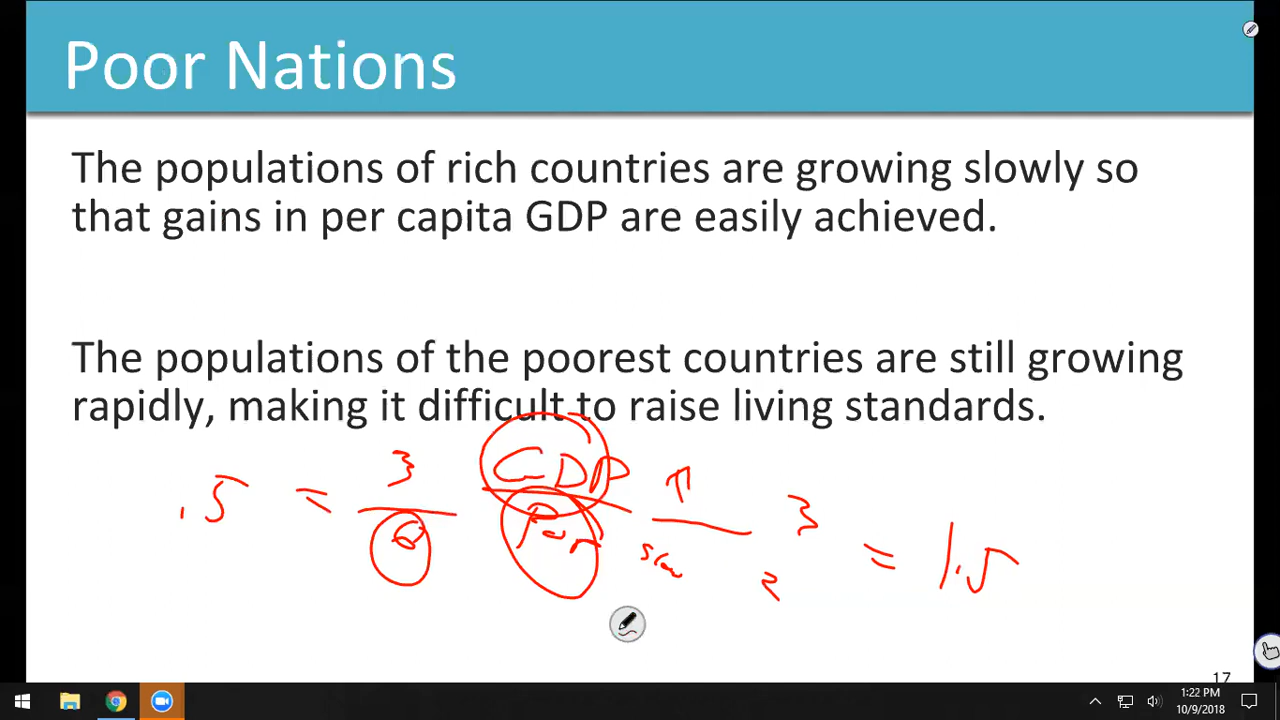 Poor Nations
The populations of rich countries are growing slowly so
that gains in per capita GDP are easily achieved.
The populations of the poorest countries are still growing
rapidly, making it difficult to raise living standards.
.5 = 3 GDP ↑ 3 = 1.5
Pop 2
17
1:22 PM
10/9/2018